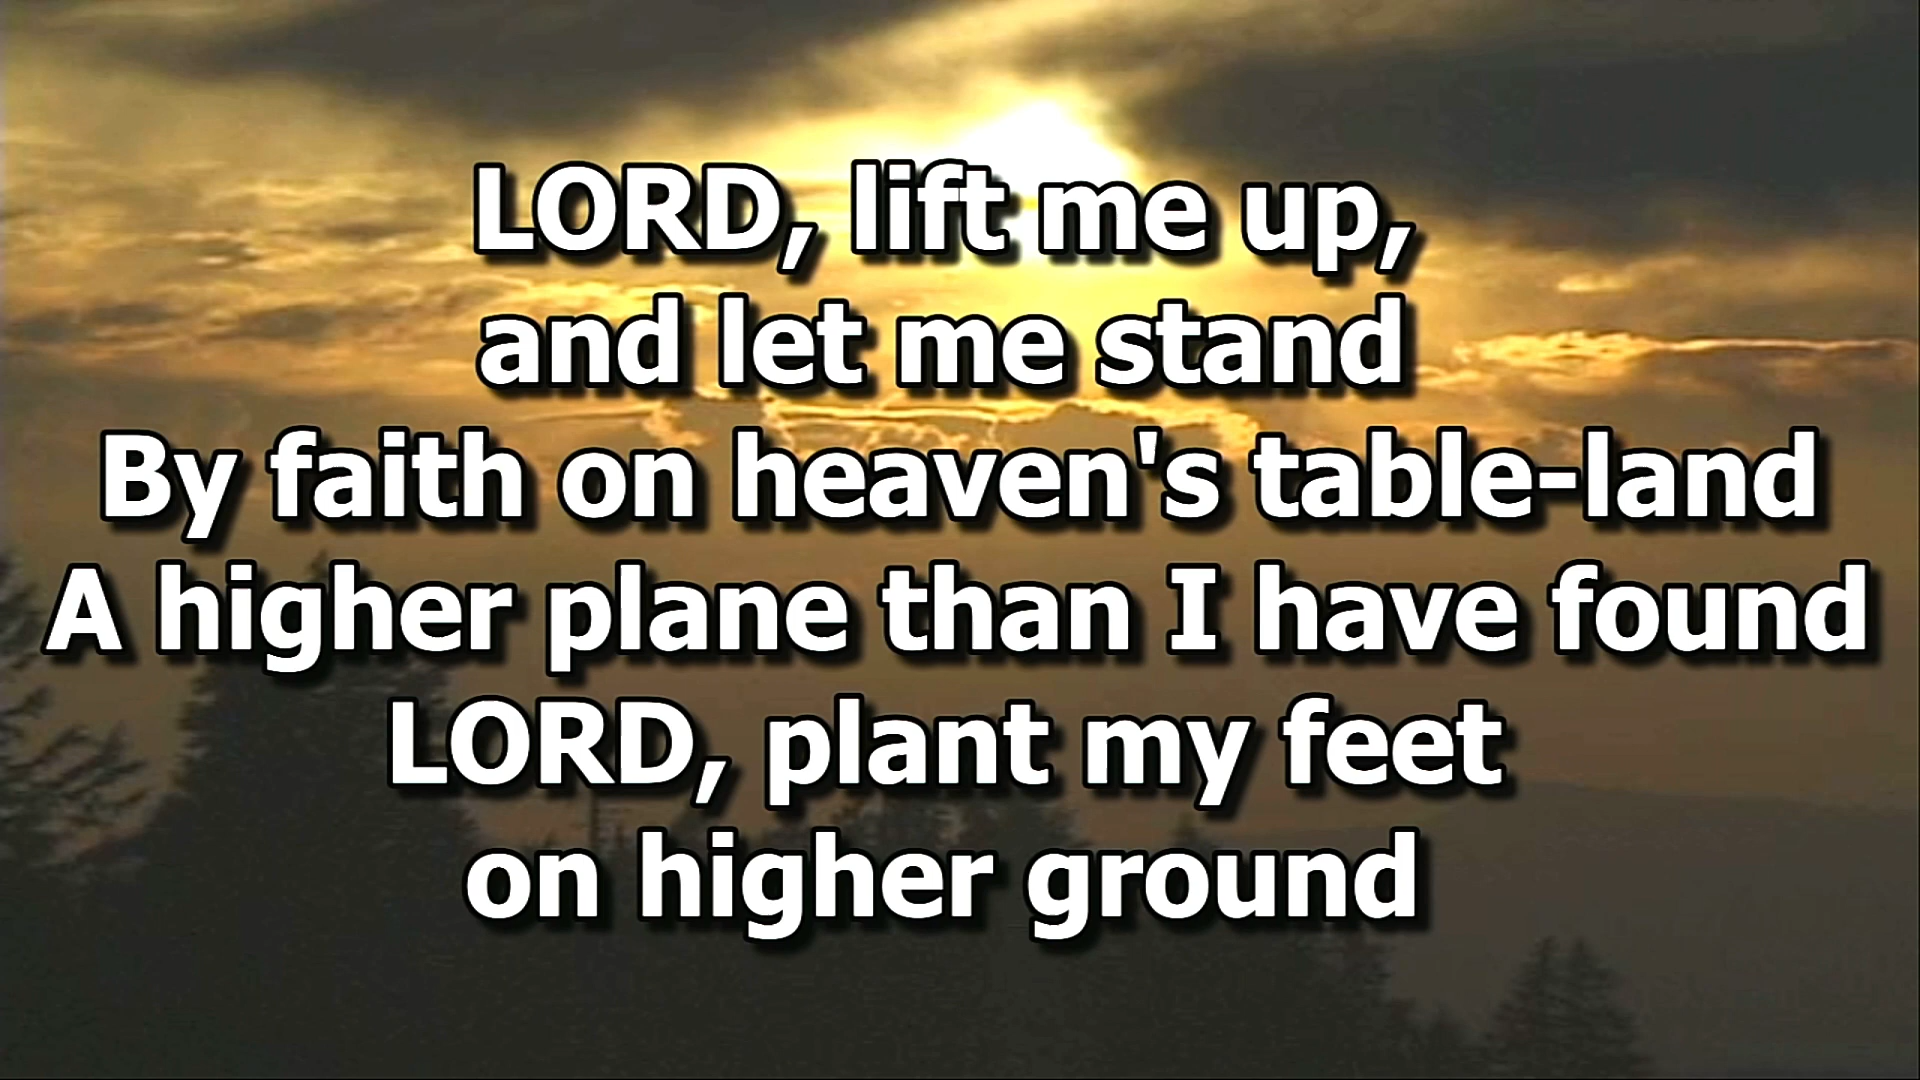 LORD, lift me up,
and let me stand
By faith on heaven's table-land
A higher plane than I have found
LORD, plant my feet
on higher ground